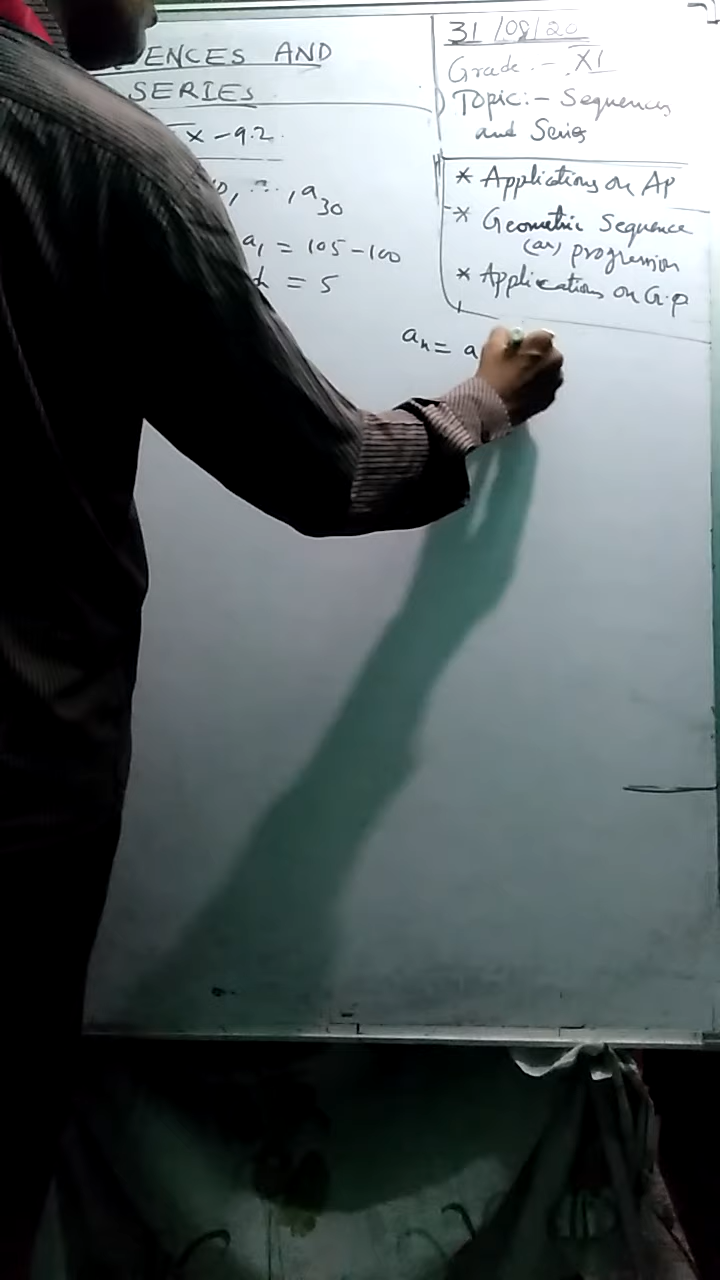 ENCES AND
SERIES
Ex - 9.2
, ..., a30
a1 = 105 - 100
d = 5
an = a
31/08/20
Grade :- XI
Topic :- Sequences
and Series
* Applications on AP
* Geometric Sequence
(or) progression
* Applications on G.P